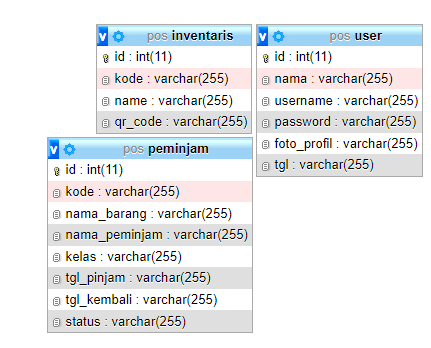 v pos inventaris
id : int(11)
kode : varchar(255)
name : varchar(255)
qr_code : varchar(255)
v pos user
id : int(11)
nama : varchar(255)
username : varchar(255)
password : varchar(255)
foto_profil : varchar(255)
tgl : varchar(255)
v pos peminjam
id : int(11)
kode : varchar(255)
nama_barang : varchar(255)
nama_peminjam : varchar(255)
kelas : varchar(255)
tgl_pinjam : varchar(255)
tgl_kembali : varchar(255)
status : varchar(255)